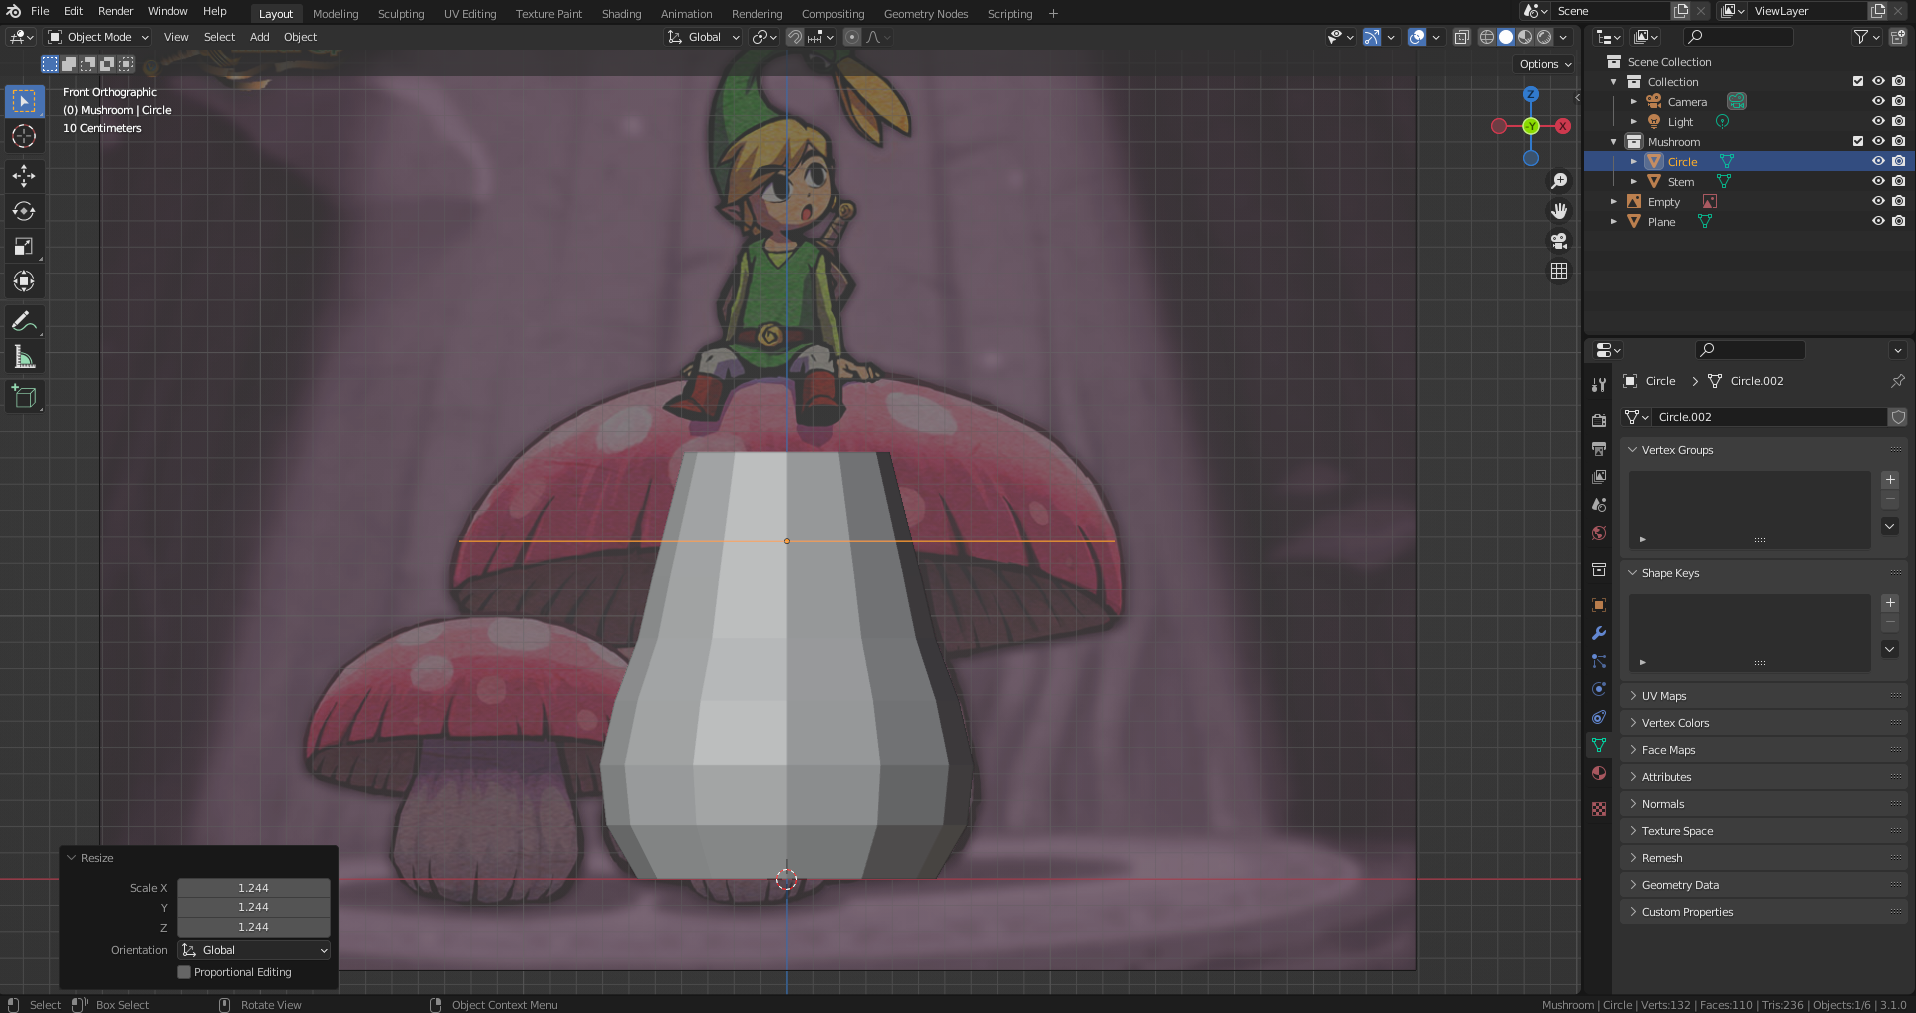 File Edit Render Window Help Layout Modeling Sculpting UV Editing Texture Paint Shading Animation Rendering Compositing Geometry Nodes Scripting + Scene ViewLayer
Object Mode View Select Add Object Global
Options
Front Orthographic
(0) Mushroom | Circle
10 Centimeters
Z
-Y
X
Scene Collection
Collection
Camera
Light
Mushroom
Circle
Stem
Empty
Plane
Circle Circle.002
Circle.002
Vertex Groups
Shape Keys
UV Maps
Vertex Colors
Face Maps
Attributes
Normals
Texture Space
Remesh
Geometry Data
Custom Properties
Resize
Scale X 1.244
Y 1.244
Z 1.244
Orientation Global
Proportional Editing
Select Box Select Rotate View Object Context Menu Mushroom | Circle | Verts:132 | Faces:110 | Tris:236 | Objects:1/6 | 3.1.0